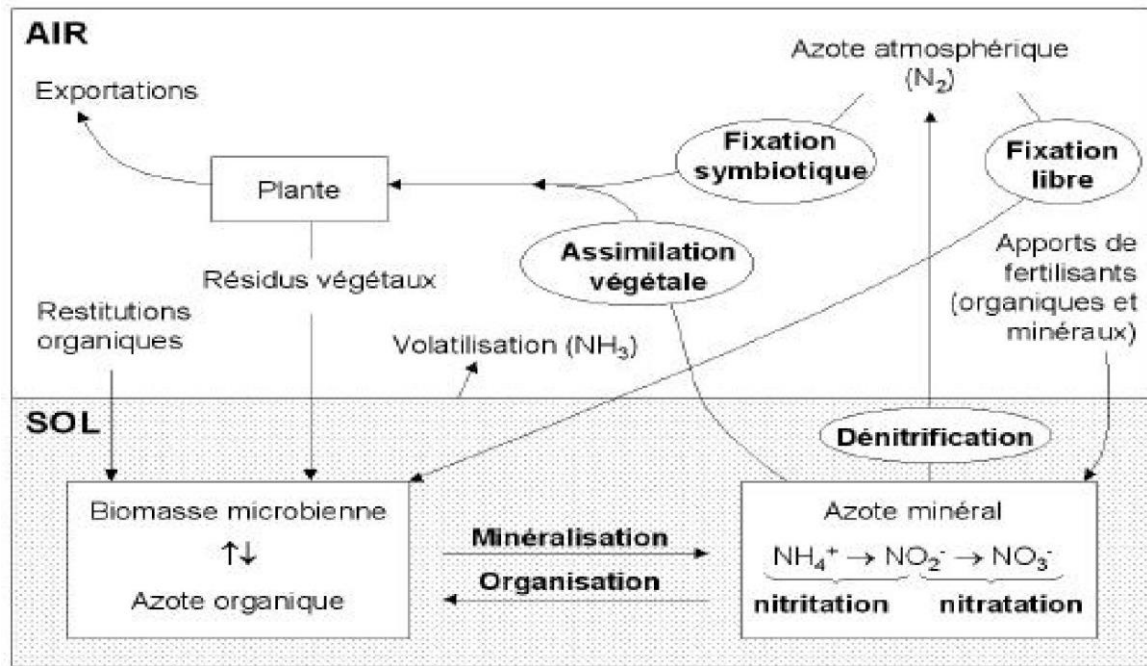 AIR
Azote atmosphérique
(N₂)
Exportations
Fixation
symbiotique
Fixation
libre
Plante
Assimilation
végétale
Apports de
fertilisants
(organiques et
minéraux)
Résidus végétaux
Restitutions
organiques
Volatilisation (NH₃)
SOL
Dénitrification
Biomasse microbienne
↑↓
Azote organique
Minéralisation
Organisation
Azote minéral
NH₄⁺ → NO₂⁻ → NO₃⁻
nitritation nitratation